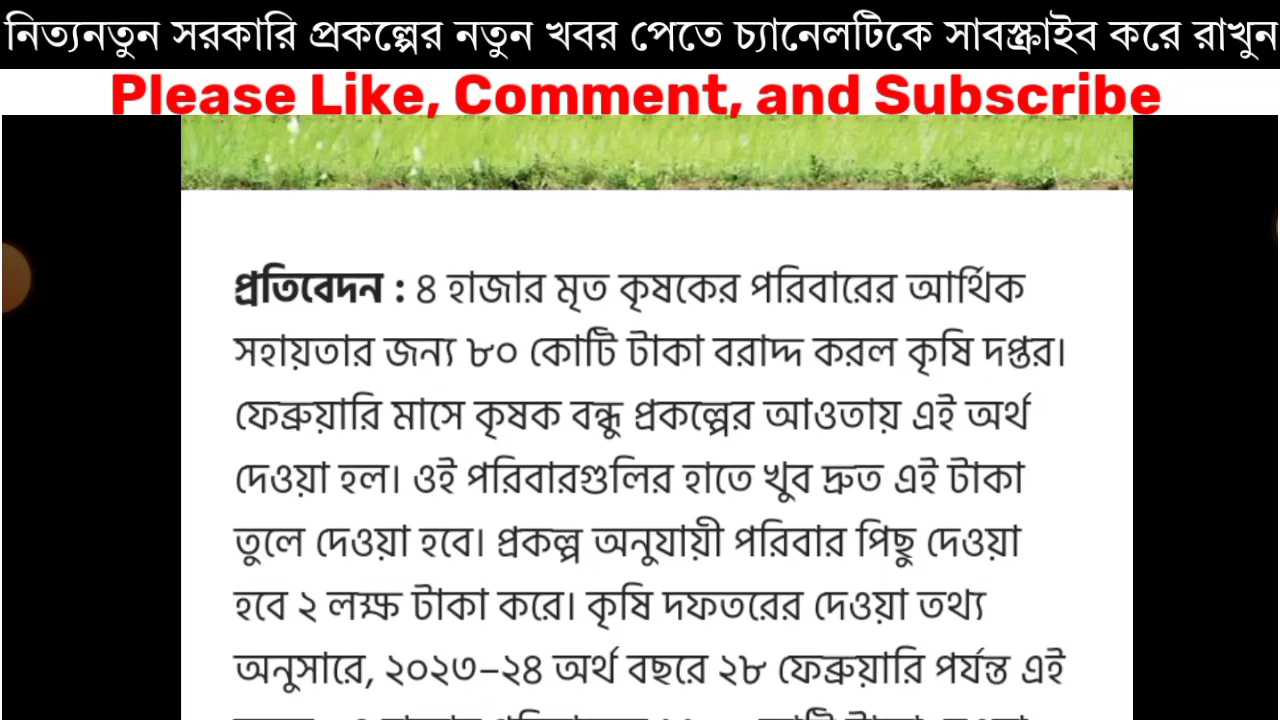 নিত্যনতুন সরকারি প্রকল্পের নতুন খবর পেতে চ্যানেলটিকে সাবস্ক্রাইব করে রাখুন
Please Like, Comment, and Subscribe
প্রতিবেদন : ৪ হাজার মৃত কৃষকের পরিবারের আর্থিক
সহায়তার জন্য ৮০ কোটি টাকা বরাদ্দ করল কৃষি দপ্তর।
ফেব্রুয়ারি মাসে কৃষক বন্ধু প্রকল্পের আওতায় এই অর্থ
দেওয়া হল। ওই পরিবারগুলির হাতে খুব দ্রুত এই টাকা
তুলে দেওয়া হবে। প্রকল্প অনুযায়ী পরিবার পিছু দেওয়া
হবে ২ লক্ষ টাকা করে। কৃষি দফতরের দেওয়া তথ্য
অনুসারে, ২০২৩–২৪ অর্থ বছরে ২৮ ফেব্রুয়ারি পর্যন্ত এই